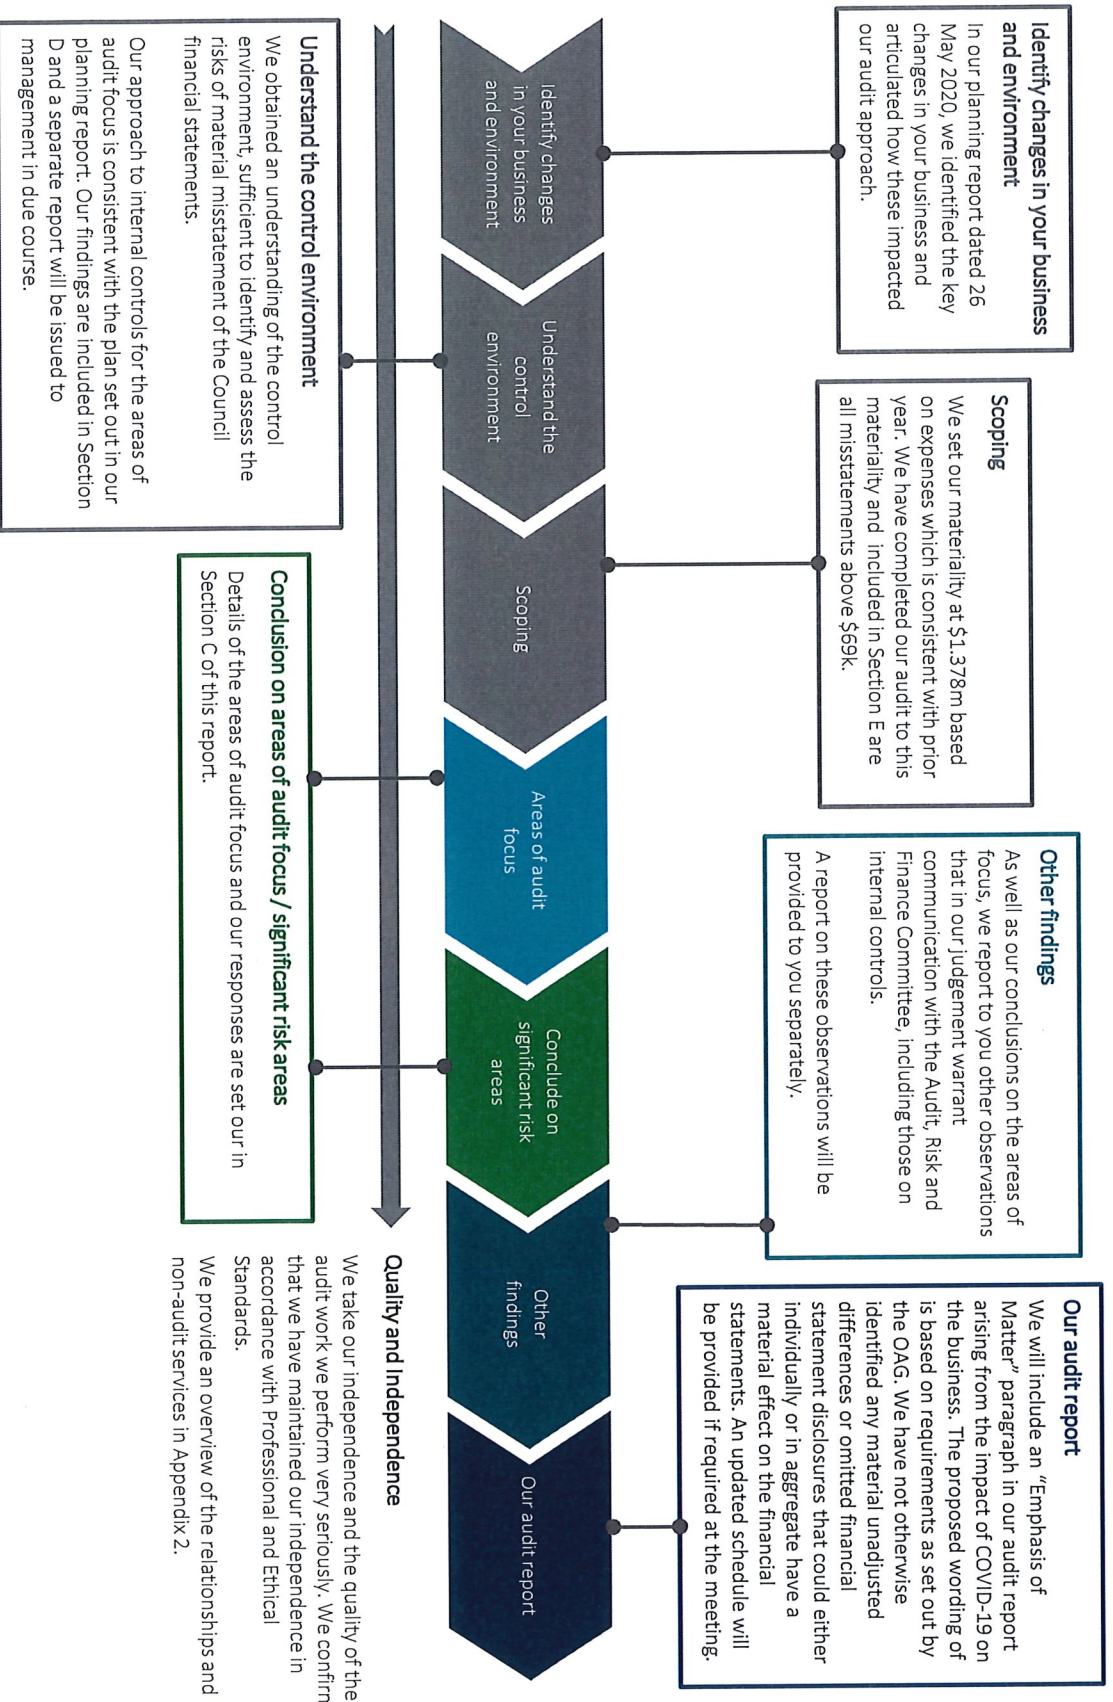 Identify changes in your business
and environment
In our planning report dated 26
May 2020, we identified the key
changes in your business and
articulated how these impacted
our audit approach.
Scoping
We set our materiality at $1.378m based
on expenses which is consistent with prior
year. We have completed our audit to this
materiality and included in Section E are
all misstatements above $69k.
Other findings
As well as our conclusions on the areas of
focus, we report to you other observations
that in our judgement warrant
communication with the Audit, Risk and
Finance Committee, including those on
internal controls.
A report on these observations will be
provided to you separately.
Our audit report
We will include an “Emphasis of
Matter” paragraph in our audit report
arising from the impact of COVID-19 on
the business. The proposed wording of
is based on requirements as set out by
the OAG. We have not otherwise
identified any material unadjusted
differences or omitted financial
statement disclosures that could either
individually or in aggregate have a
material effect on the financial
statements. An updated schedule will
be provided if required at the meeting.
Identify changes
in your business
and environment
Understand the
control
environment
Scoping
Areas of audit
focus
Conclude on
significant risk
areas
Other
findings
Our audit report
Understand the control environment
We obtained an understanding of the control
environment, sufficient to identify and assess the
risks of material misstatement of the Council
financial statements.
Our approach to internal controls for the areas of
audit focus is consistent with the plan set out in our
planning report. Our findings are included in Section
D and a separate report will be issued to
management in due course.
Conclusion on areas of audit focus / significant risk areas
Details of the areas of audit focus and our responses are set our in
Section C of this report.
Quality and Independence
We take our independence and the quality of the
audit work we perform very seriously. We confirm
that we have maintained our independence in
accordance with Professional and Ethical
Standards.
We provide an overview of the relationships and
non-audit services in Appendix 2.